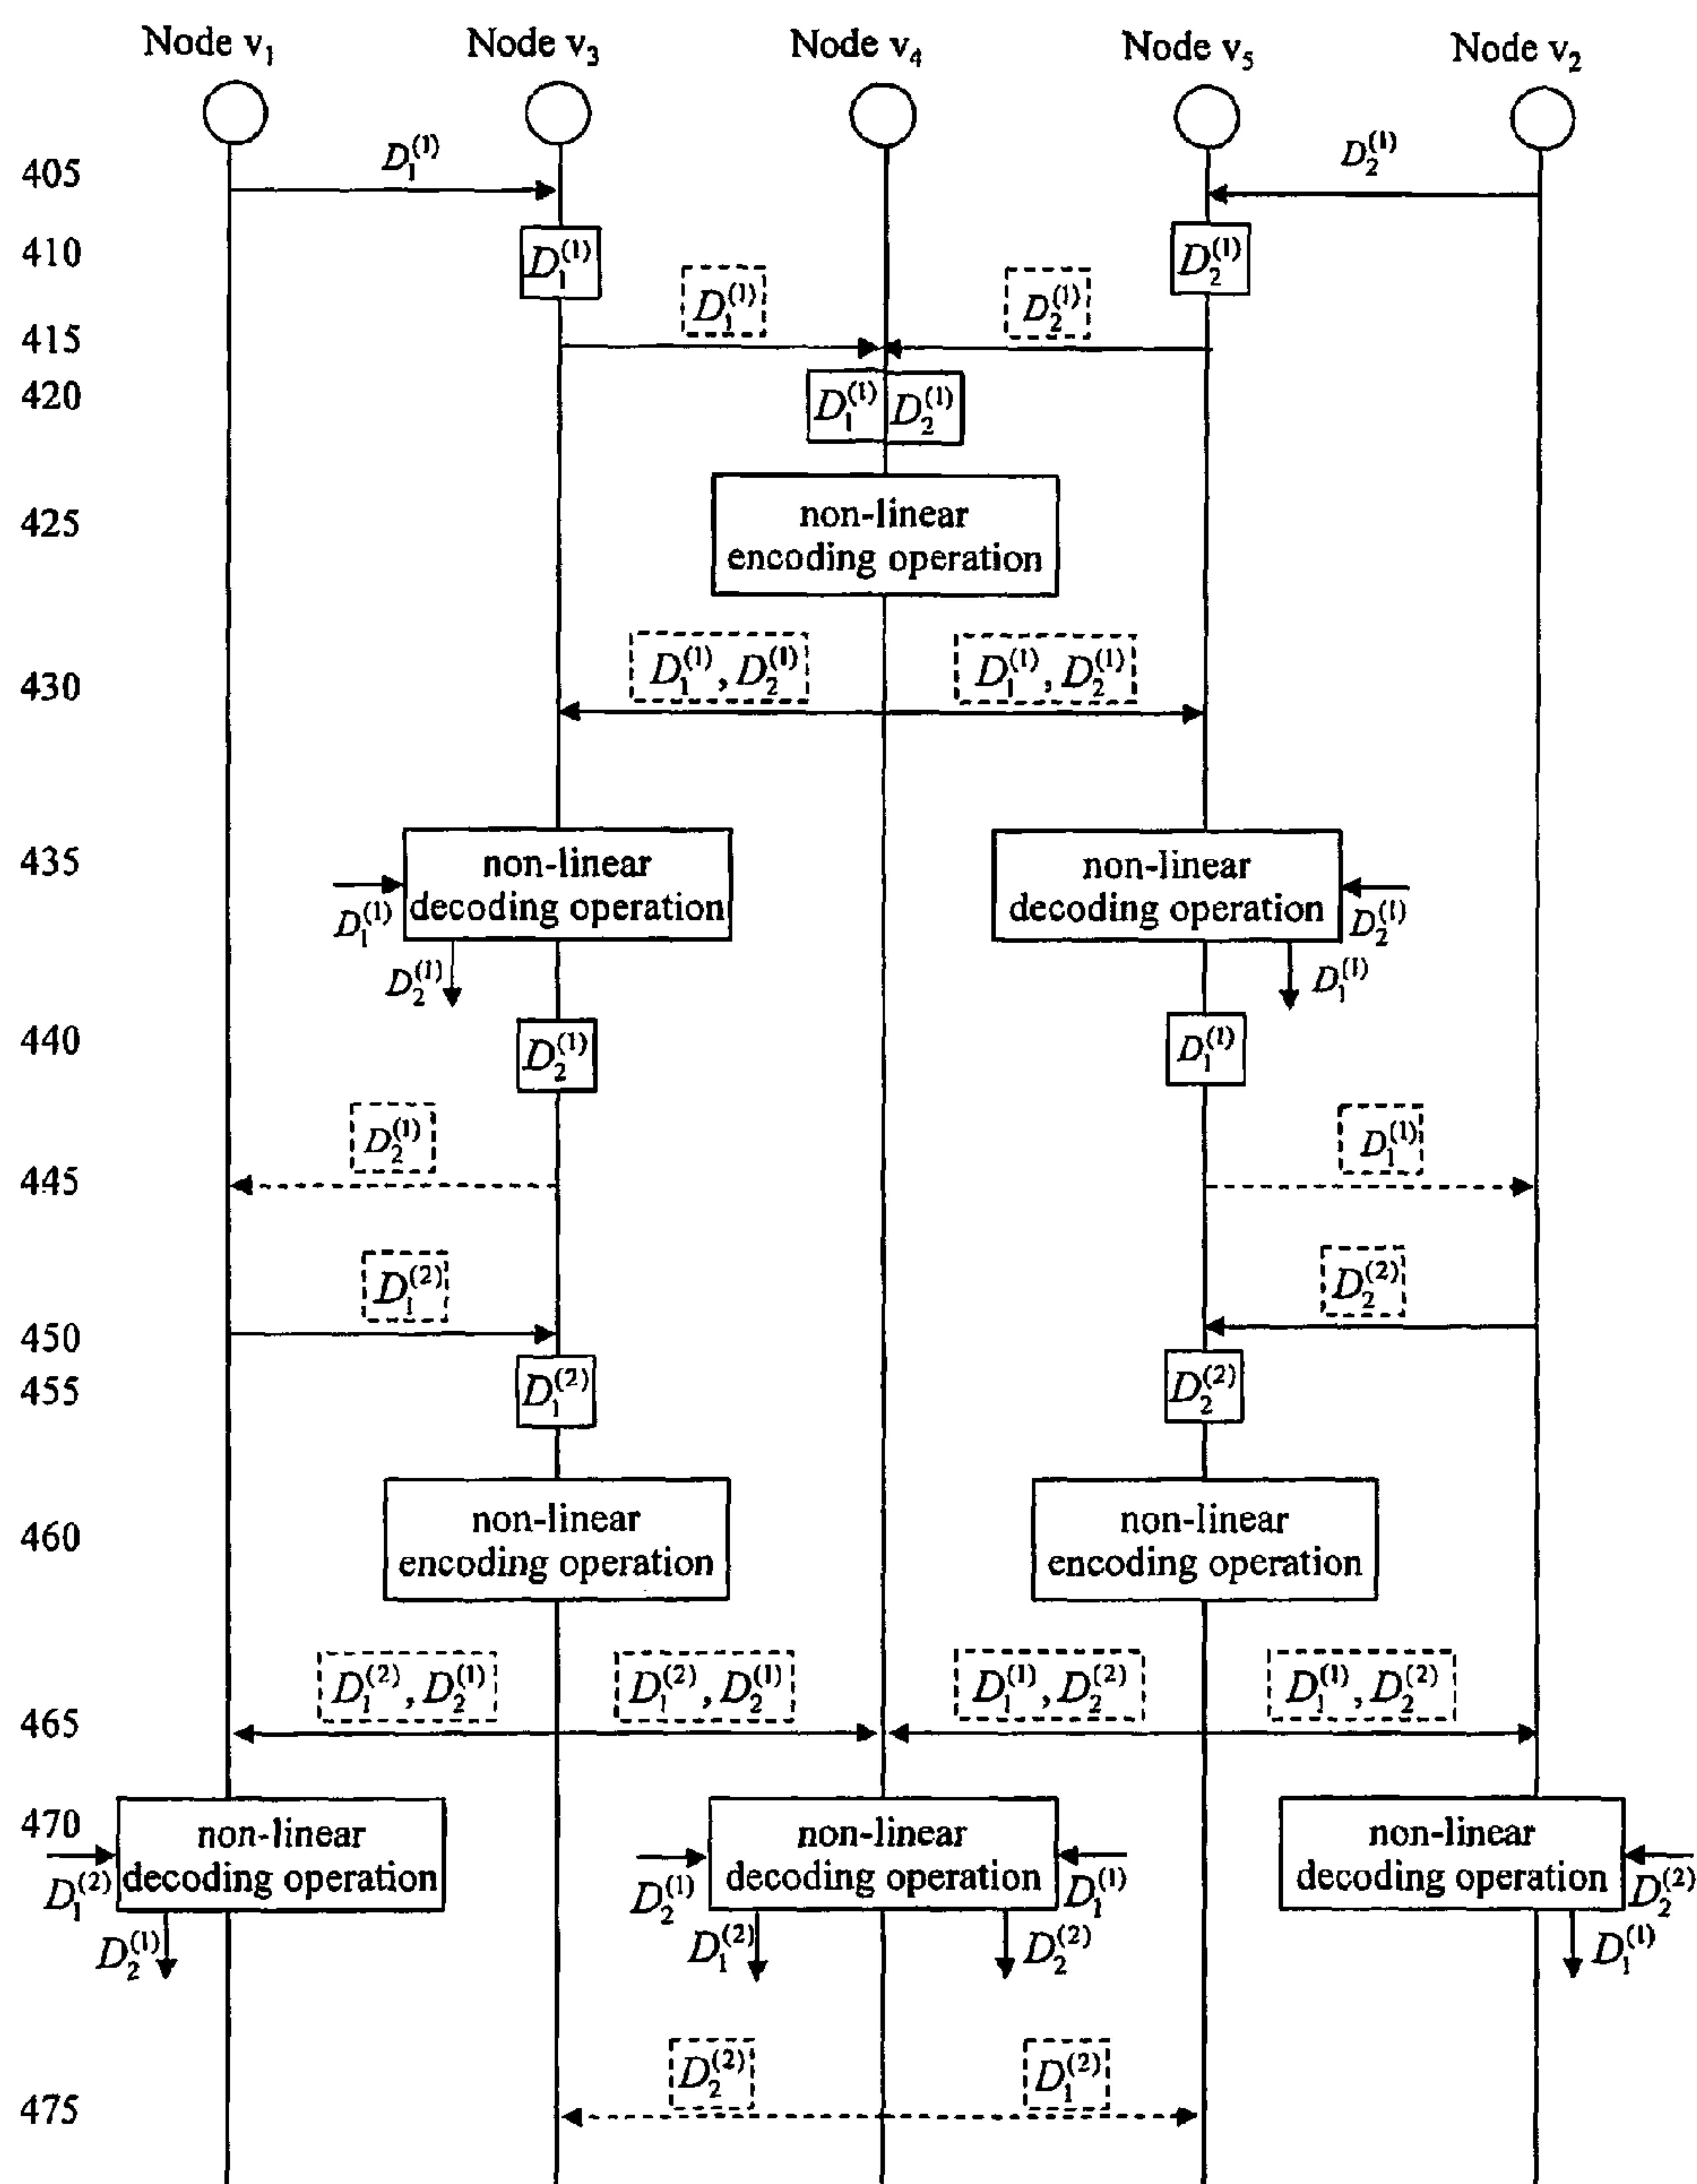 Node v₁ Node v₃ Node v₄ Node v₅ Node v₂
405 D₁⁽¹⁾ D₂⁽¹⁾
410 D₁⁽¹⁾ D₂⁽¹⁾
D₁⁽¹⁾ D₂⁽¹⁾
415
420 D₁⁽¹⁾ D₂⁽¹⁾
425 non-linear
encoding operation
D₁⁽¹⁾, D₂⁽¹⁾ D₁⁽¹⁾, D₂⁽¹⁾
430
435 non-linear non-linear
decoding operation decoding operation
D₁⁽¹⁾ D₂⁽¹⁾
D₂⁽¹⁾ D₁⁽¹⁾
440 D₂⁽¹⁾ D₁⁽¹⁾
D₂⁽¹⁾ D₁⁽¹⁾
445
D₁⁽²⁾ D₂⁽²⁾
450
455 D₁⁽²⁾ D₂⁽²⁾
460 non-linear non-linear
encoding operation encoding operation
D₁⁽²⁾, D₂⁽¹⁾ D₁⁽²⁾, D₂⁽¹⁾ D₁⁽¹⁾, D₂⁽²⁾ D₁⁽¹⁾, D₂⁽²⁾
465
470 non-linear non-linear non-linear
decoding operation decoding operation decoding operation
D₁⁽²⁾ D₂⁽¹⁾ D₁⁽¹⁾ D₂⁽²⁾
D₂⁽¹⁾ D₁⁽²⁾ D₂⁽²⁾ D₁⁽¹⁾
D₂⁽²⁾ D₁⁽²⁾
475